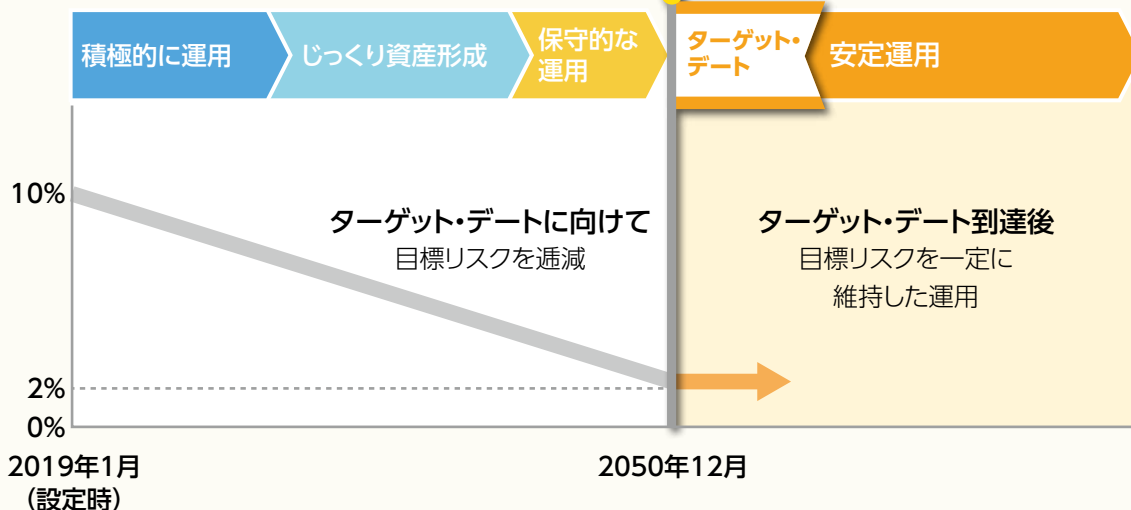 積極的に運用
じっくり資産形成
保守的な
運用
ターゲット・
デート
安定運用
10%
ターゲット・デートに向けて
目標リスクを逓減
ターゲット・デート到達後
目標リスクを一定に
維持した運用
2%
0%
2019年1月
(設定時)
2050年12月